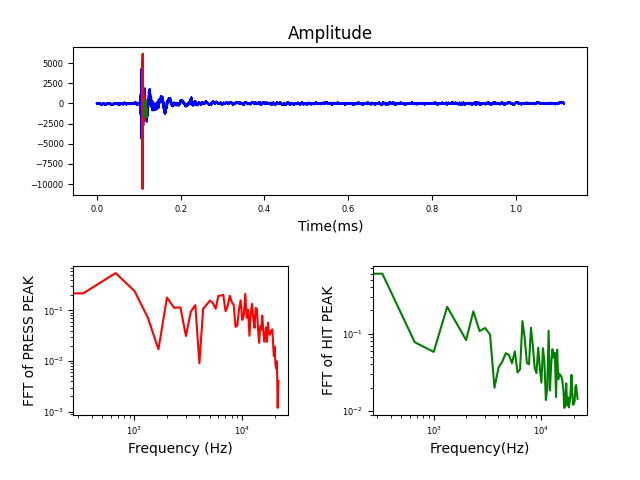 Amplitude
5000
2500
0
−2500
−5000
−7500
−10000
0.0 0.2 0.4 0.6 0.8 1.0
Time(ms)
FFT of PRESS PEAK
10⁻¹
10⁻²
10⁻³
10³ 10⁴
Frequency (Hz)
FFT of HIT PEAK
10⁻¹
10⁻²
10³ 10⁴
Frequency(Hz)